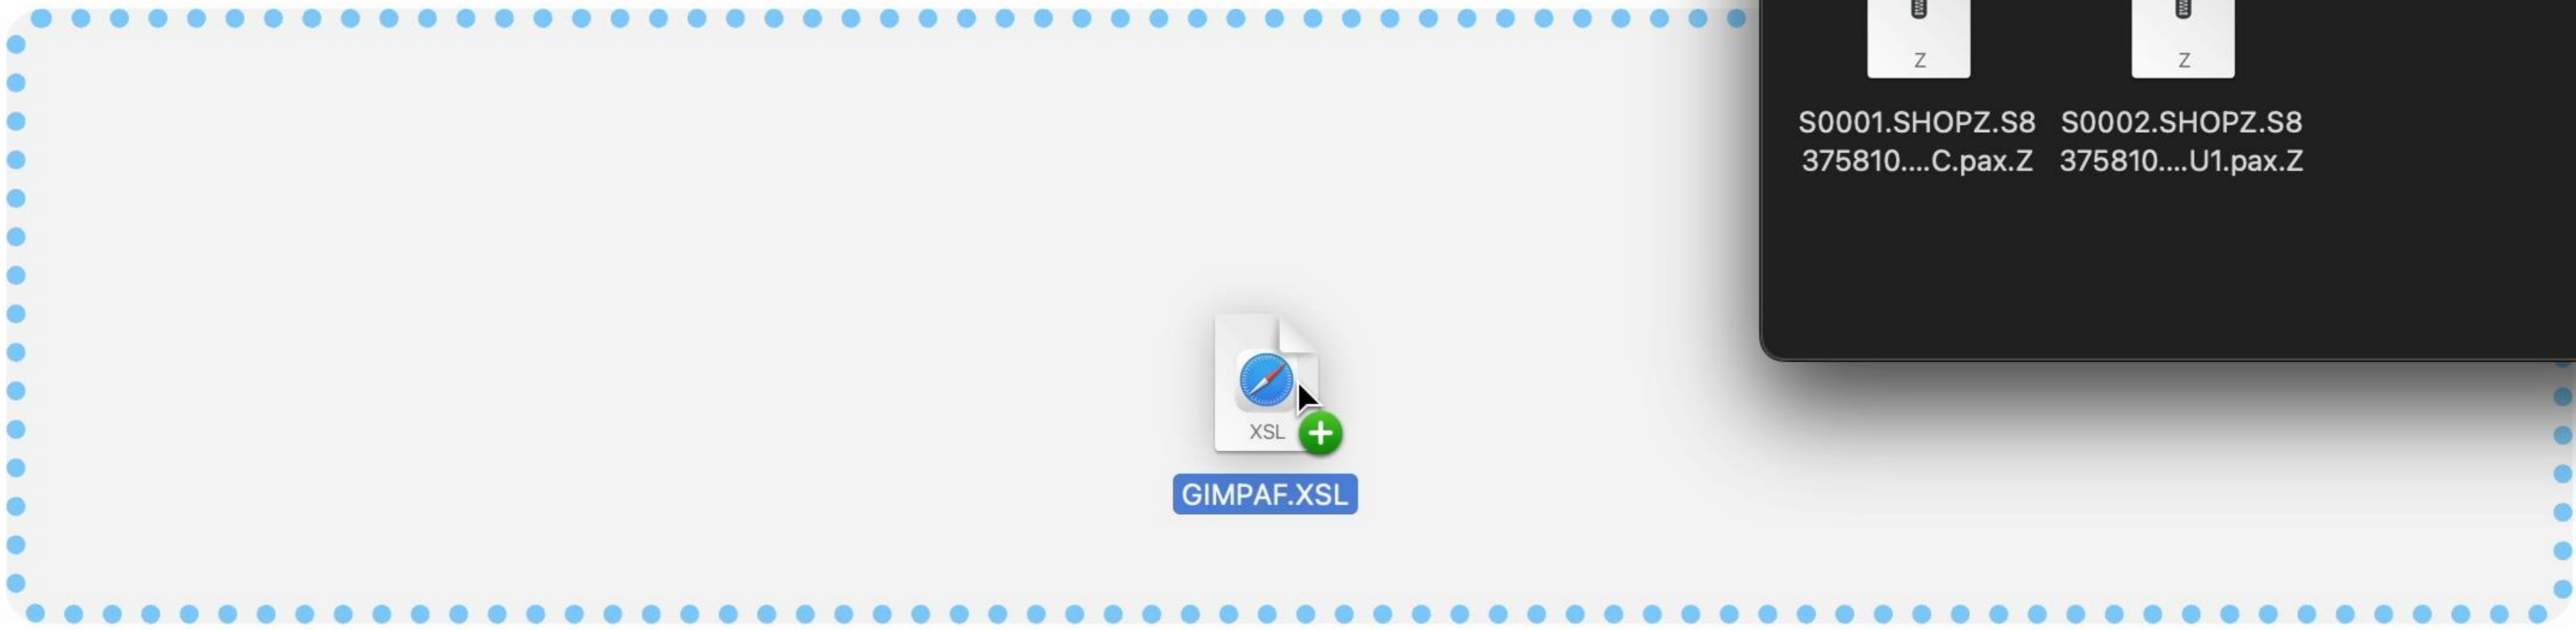 Z
Z
S0001.SHOPZ.S8
375810....C.pax.Z
S0002.SHOPZ.S8
375810....U1.pax.Z
XSL
GIMPAF.XSL